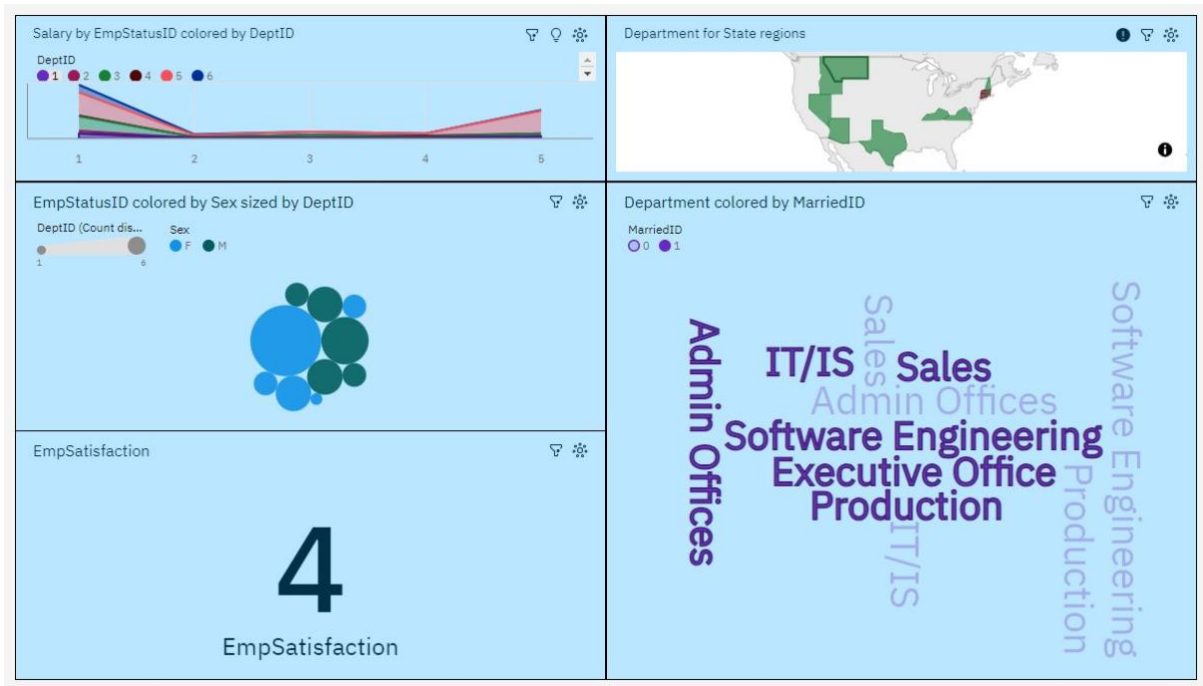 Salary by EmpStatusID colored by DeptID
DeptID
1 2 3 4 5 6
1 2 3 4 5
Department for State regions
EmpStatusID colored by Sex sized by DeptID
DeptID (Count dis...
1 6
Sex
F M
EmpSatisfaction
4
EmpSatisfaction
Department colored by MarriedID
MarriedID
0 1
Admin Offices
IT/IS
Sales
Sales
Admin Offices
Software Engineering
Executive Office
Production
IT/IS
Production
Software Engineering